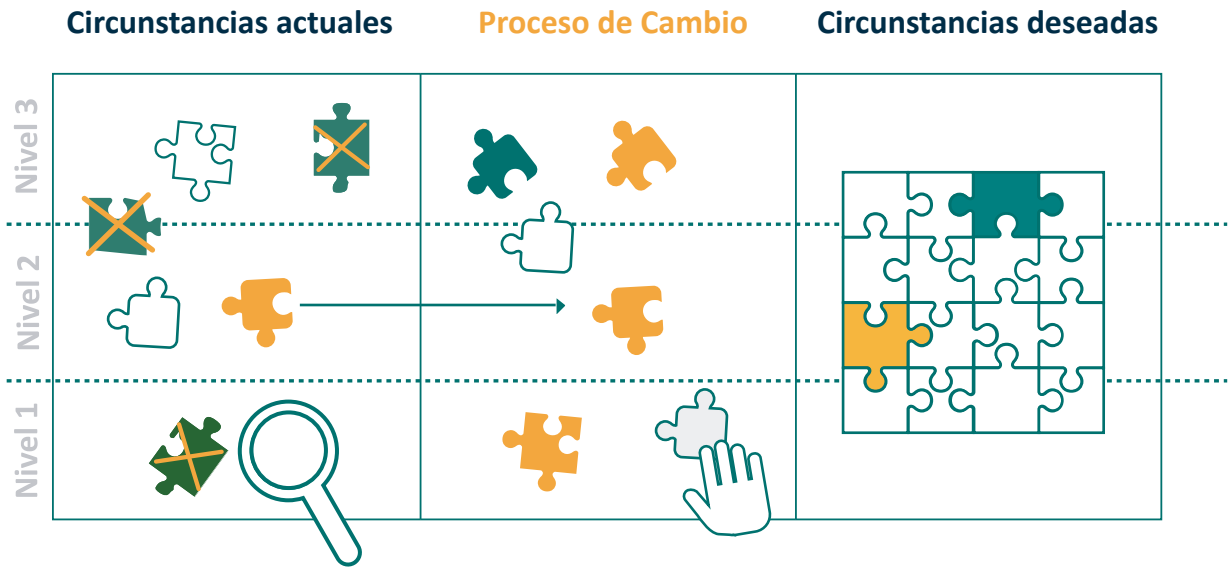 Circunstancias actuales
Proceso de Cambio
Circunstancias deseadas
Nivel 3
Nivel 2
Nivel 1